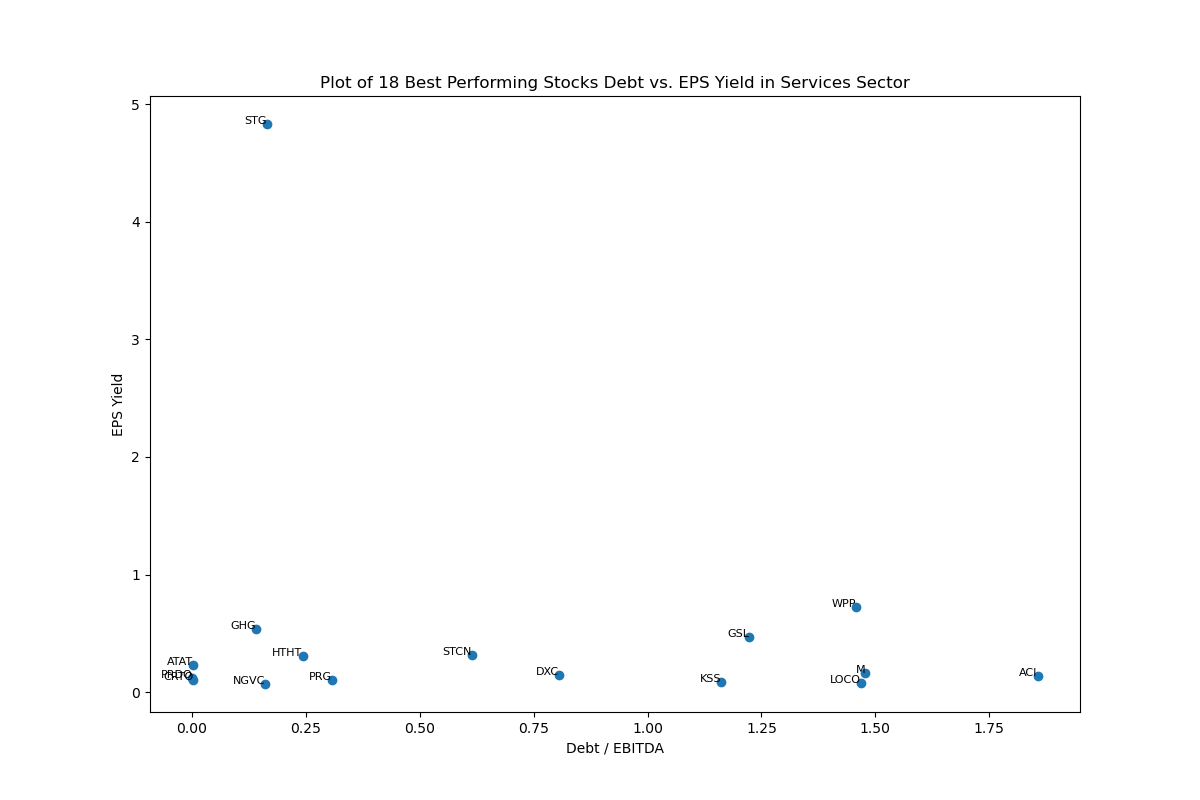 Plot of 18 Best Performing Stocks Debt vs. EPS Yield in Services Sector
5
STG
4
3
EPS Yield
2
1
WPP
GHG
GSL
STCN
HTHT
ATAT
M
DXC
ACI
PRDO
CRTO
PRG
KSS
LOCO
NGVC
0
0.00 0.25 0.50 0.75 1.00 1.25 1.50 1.75
Debt / EBITDA